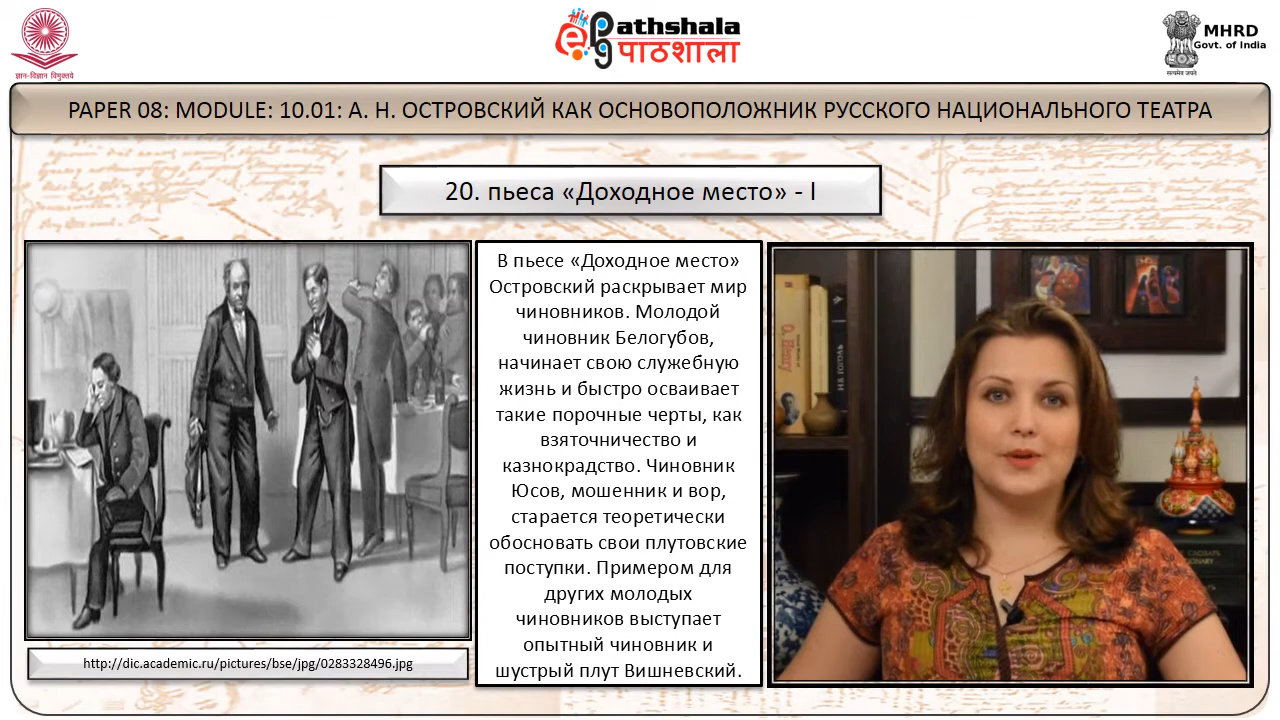 ज्ञान-विज्ञान विमुक्तये
ePgathshala
पाठशाला
सत्यमेव जयते
MHRD
Govt. of India
PAPER 08: MODULE: 10.01: А. Н. ОСТРОВСКИЙ КАК ОСНОВОПОЛОЖНИК РУССКОГО НАЦИОНАЛЬНОГО ТЕАТРА
20. пьеса «Доходное место» - I
В пьесе «Доходное место»
Островский раскрывает мир
чиновников. Молодой
чиновник Белогубов,
начинает свою служебную
жизнь и быстро осваивает
такие порочные черты, как
взяточничество и
казнокрадство. Чиновник
Юсов, мошенник и вор,
старается теоретически
обосновать свои плутовские
поступки. Примером для
других молодых
чиновников выступает
опытный чиновник и
шустрый плут Вишневский.
http://dic.academic.ru/pictures/bse/jpg/0283328496.jpg
O. Henry
Н.В. ГОГОЛЬ